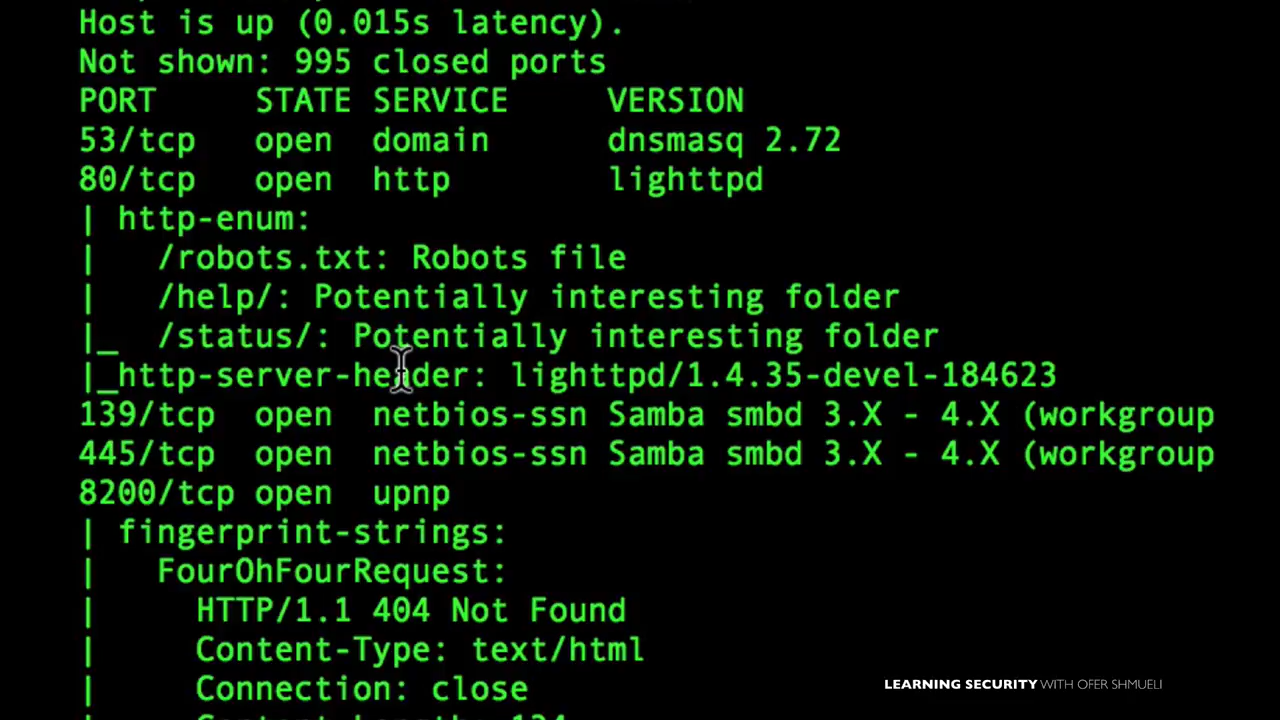 Host is up (0.015s latency).
Not shown: 995 closed ports
PORT STATE SERVICE VERSION
53/tcp open domain dnsmasq 2.72
80/tcp open http lighttpd
| http-enum:
| /robots.txt: Robots file
| /help/: Potentially interesting folder
|_ /status/: Potentially interesting folder
|_http-server-header: lighttpd/1.4.35-devel-184623
139/tcp open netbios-ssn Samba smbd 3.X - 4.X (workgroup
445/tcp open netbios-ssn Samba smbd 3.X - 4.X (workgroup
8200/tcp open upnp
| fingerprint-strings:
| FourOhFourRequest:
| HTTP/1.1 404 Not Found
| Content-Type: text/html
| Connection: close
LEARNING SECURITY WITH OFER SHMUELI